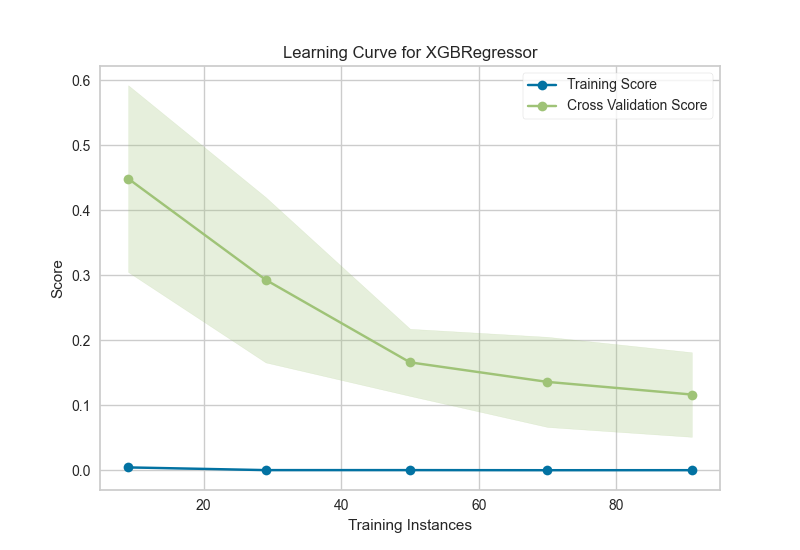 Learning Curve for XGBRegressor
Training Score
Cross Validation Score
0.6
0.5
0.4
0.3
0.2
0.1
0.0
Score
20 40 60 80
Training Instances